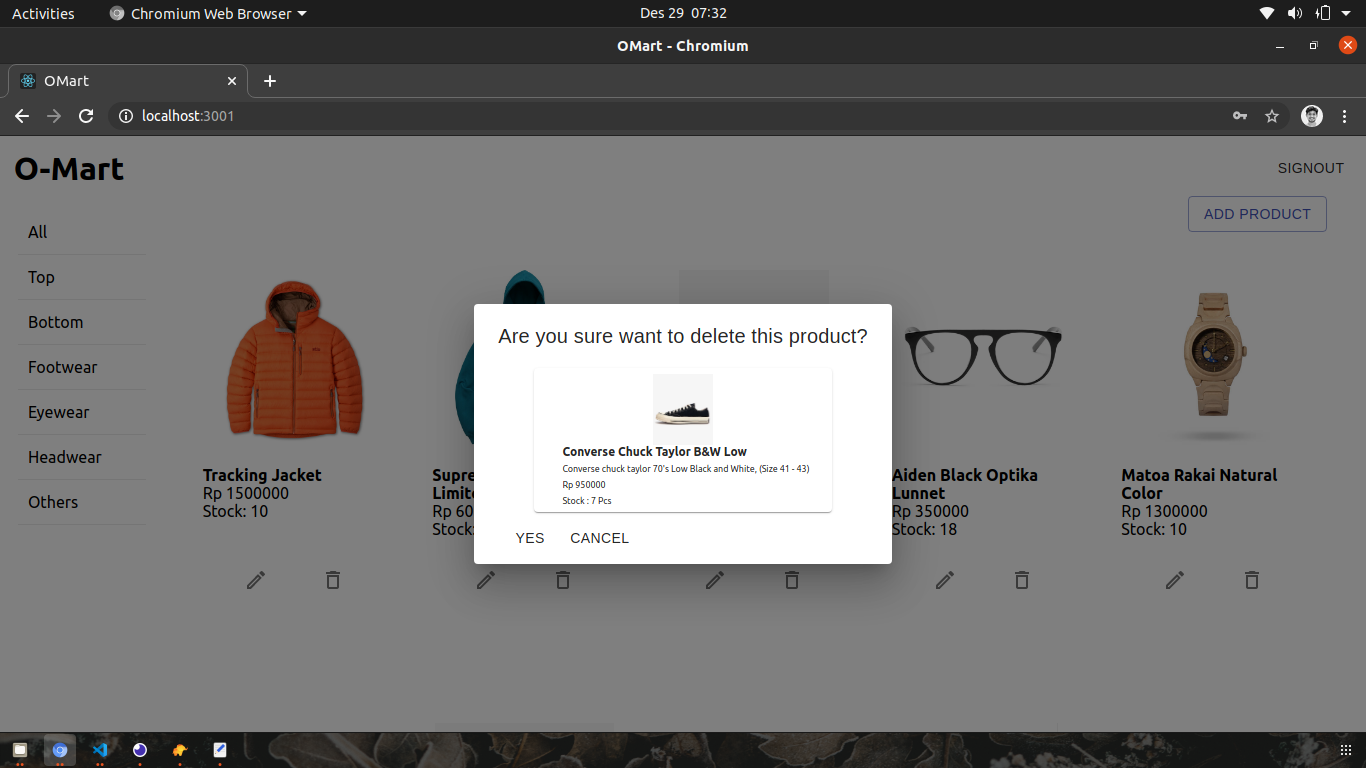 Activities
Chromium Web Browser
Des 29 07:32
OMart - Chromium
OMart
localhost:3001
O-Mart
SIGNOUT
ADD PRODUCT
All
Top
Bottom
Footwear
Eyewear
Headwear
Others
Tracking Jacket
Rp 1500000
Stock: 10
Supre
Limite
Rp 60
Stock:
Are you sure want to delete this product?
Converse Chuck Taylor B&W Low
Converse chuck taylor 70's Low Black and White, (Size 41 - 43)
Rp 950000
Stock : 7 Pcs
YES
CANCEL
Aiden Black Optika
Lunnet
Rp 350000
Stock: 18
Matoa Rakai Natural
Color
Rp 1300000
Stock: 10